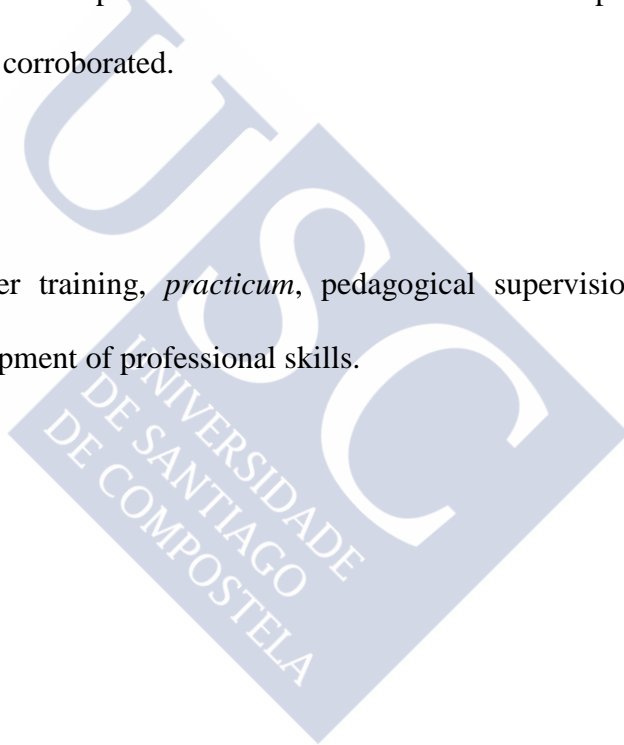 corroborated.
er training, practicum, pedagogical supervisio
pment of professional skills.
USC
UNIVERSIDADE
DE SANTIAGO
DE COMPOSTELA